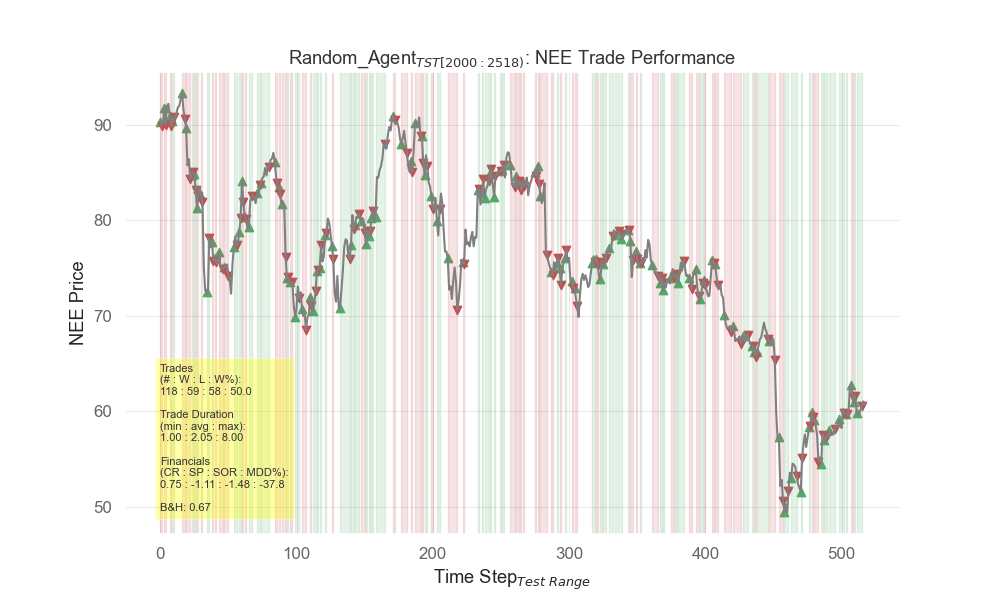 Random_Agent TST[2000 : 2518): NEE Trade Performance
NEE Price
90
80
70
60
50
Trades
(# : W : L : W%):
118 : 59 : 58 : 50.0
Trade Duration
(min : avg : max):
1.00 : 2.05 : 8.00
Financials
(CR : SP : SOR : MDD%):
0.75 : -1.11 : -1.48 : -37.8
B&H: 0.67
0 100 200 300 400 500
Time Step Test Range